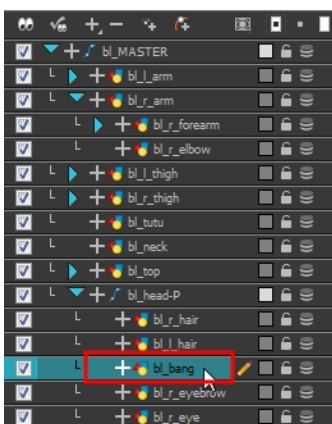 bl_MASTER
bl_l_arm
bl_r_arm
bl_r_forearm
bl_r_elbow
bl_l_thigh
bl_r_thigh
bl_tutu
bl_neck
bl_top
bl_head-P
bl_r_hair
bl_l_hair
bl_bang
bl_r_eyebrow
bl_r_eye